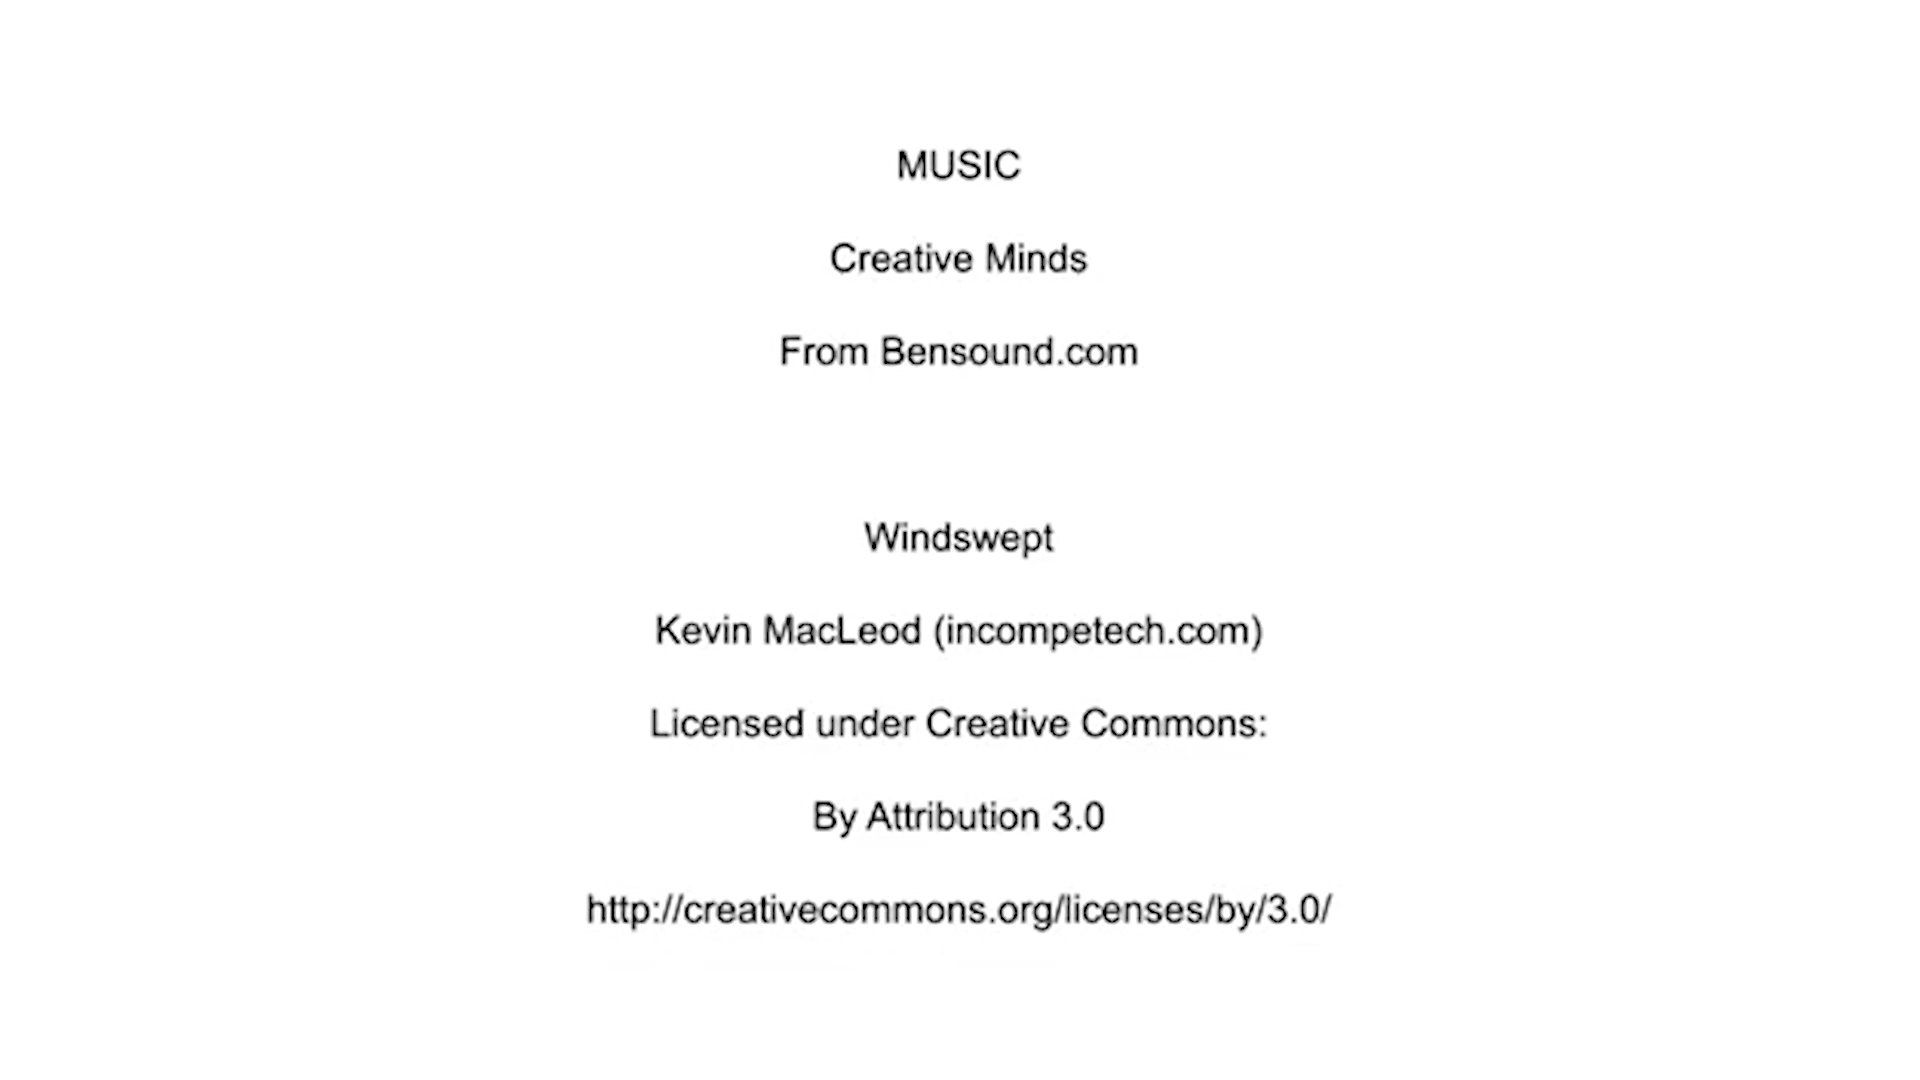 MUSIC
Creative Minds
From Bensound.com
Windswept
Kevin MacLeod (incompetech.com)
Licensed under Creative Commons:
By Attribution 3.0
http://creativecommons.org/licenses/by/3.0/